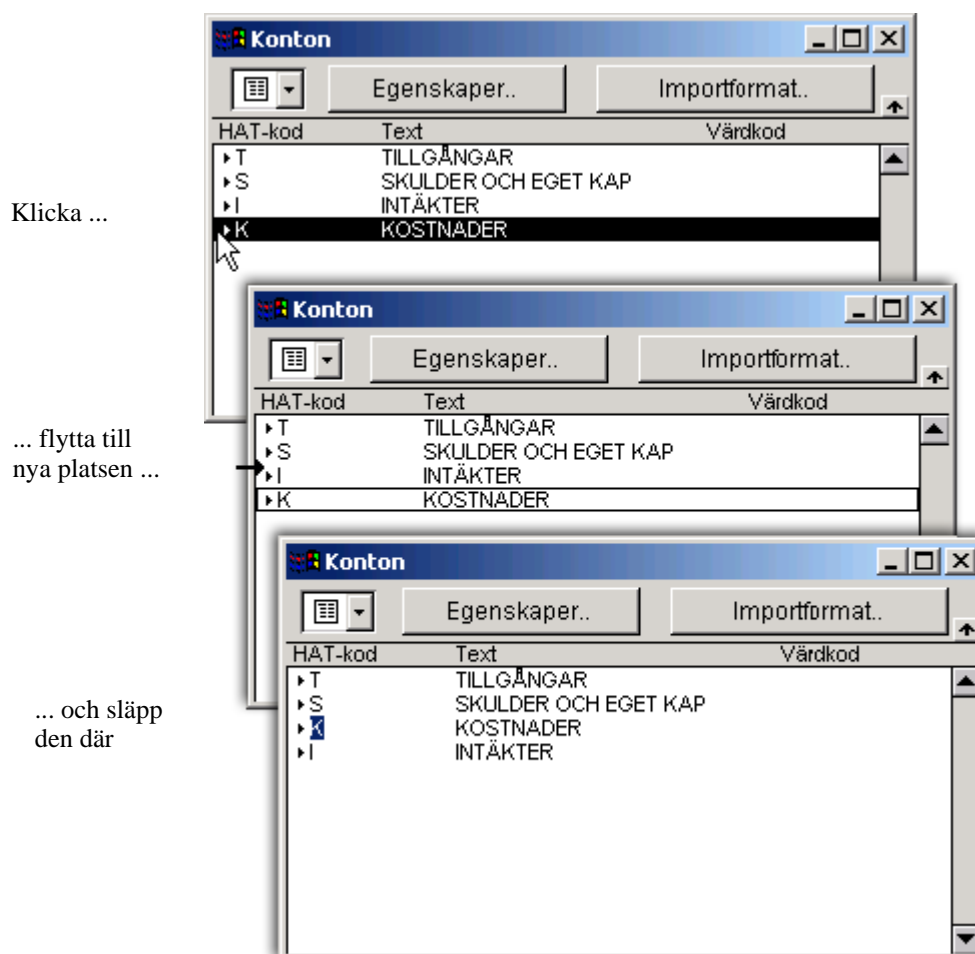 Konton
Egenskaper.. Importformat..
HAT-kod Text Värdkod
T TILLGÅNGAR
S SKULDER OCH EGET KAP
I INTÄKTER
K KOSTNADER
Klicka ...
Konton
Egenskaper.. Importformat..
HAT-kod Text Värdkod
T TILLGÅNGAR
S SKULDER OCH EGET KAP
I INTÄKTER
K KOSTNADER
... flytta till
nya platsen ...
Konton
Egenskaper.. Importformat..
HAT-kod Text Värdkod
T TILLGÅNGAR
S SKULDER OCH EGET KAP
K KOSTNADER
I INTÄKTER
... och släpp
den där